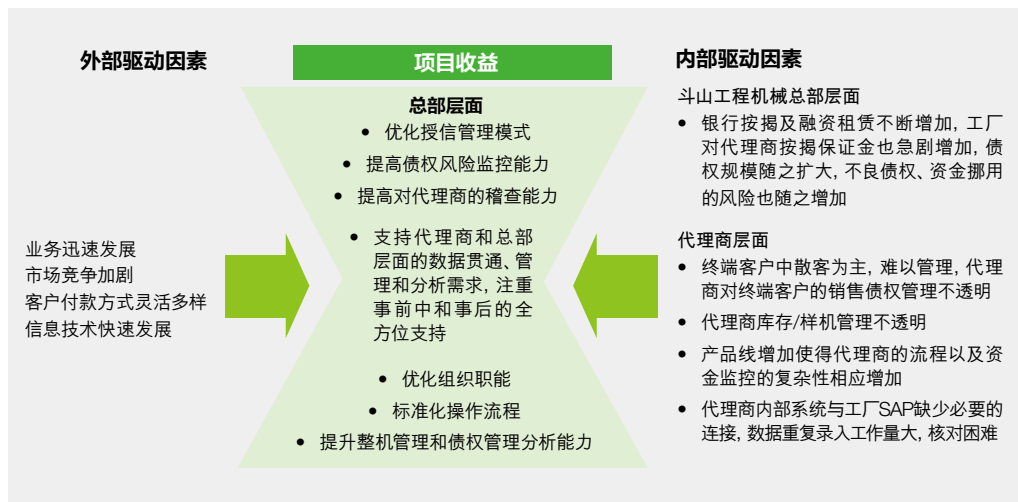 外部驱动因素
业务迅速发展
市场竞争加剧
客户付款方式灵活多样
信息技术快速发展
项目收益
总部层面
• 优化授信管理模式
• 提高债权风险监控能力
• 提高对代理商的稽查能力
• 支持代理商和总部
层面的数据贯通、管
理和分析需求, 注重
事前中和事后的全
方位支持
• 优化组织职能
• 标准化操作流程
• 提升整机管理和债权管理分析能力
内部驱动因素
斗山工程机械总部层面
• 银行按揭及融资租赁不断增加, 工厂
对代理商按揭保证金也急剧增加, 债
权规模随之扩大, 不良债权、资金挪用
的风险也随之增加
代理商层面
• 终端客户中散客为主, 难以管理, 代理
商对终端客户的销售债权管理不透明
• 代理商库存/样机管理不透明
• 产品线增加使得代理商的流程以及资
金监控的复杂性相应增加
• 代理商内部系统与工厂SAP缺少必要的
连接, 数据重复录入工作量大, 核对困难